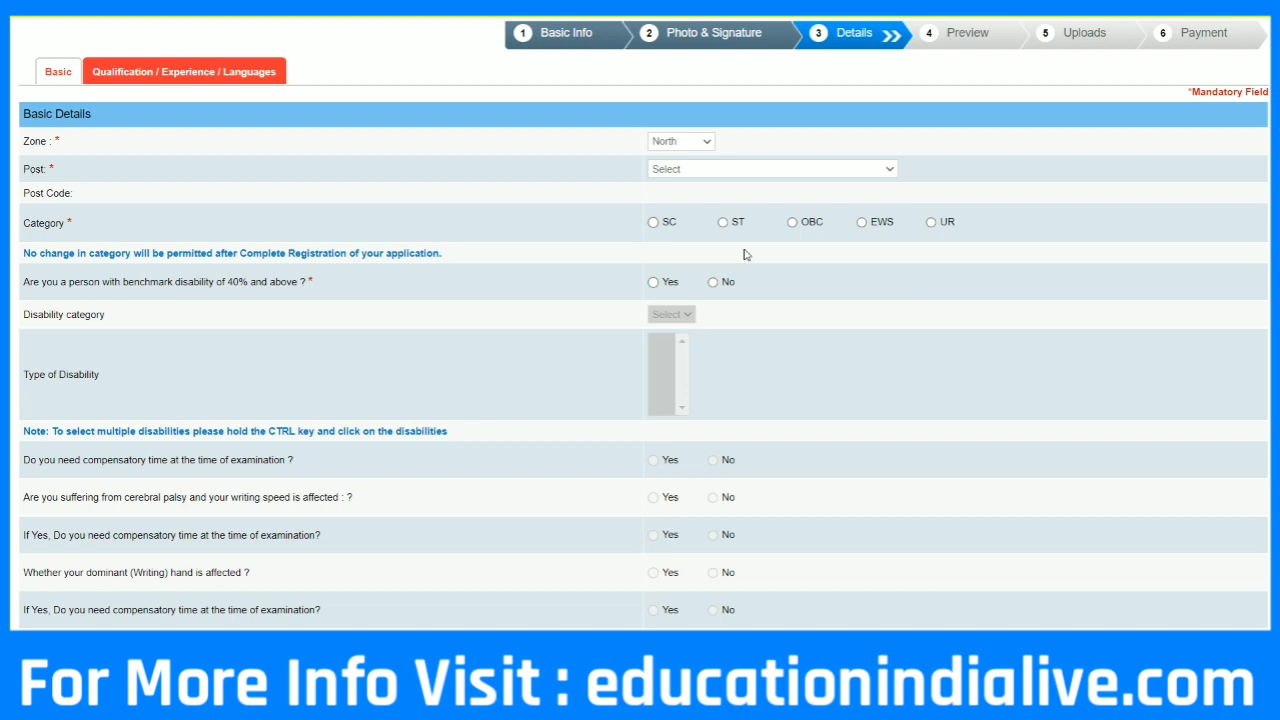 1 Basic Info 2 Photo & Signature 3 Details 4 Preview 5 Uploads 6 Payment
Basic Qualification / Experience / Languages
*Mandatory Field
Basic Details
Zone : * North
Post: * Select
Post Code:
Category * SC ST OBC EWS UR
No change in category will be permitted after Complete Registration of your application.
Are you a person with benchmark disability of 40% and above ? * Yes No
Disability category Select
Type of Disability
Note: To select multiple disabilities please hold the CTRL key and click on the disabilities
Do you need compensatory time at the time of examination ? Yes No
Are you suffering from cerebral palsy and your writing speed is affected : ? Yes No
If Yes, Do you need compensatory time at the time of examination? Yes No
Whether your dominant (Writing) hand is affected ? Yes No
If Yes, Do you need compensatory time at the time of examination? Yes No
For More Info Visit : educationindialive.com